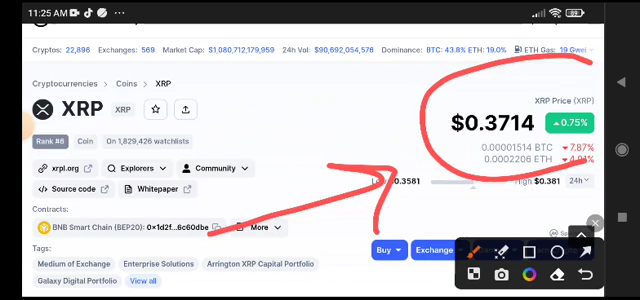 11:25 AM
89
Cryptos: 22,896 Exchanges: 569 Market Cap: $1,080,712,179,959 24h Vol: $90,692,054,576 Dominance: BTC: 43.8% ETH: 19.0% ETH Gas: 19 Gwei
Cryptocurrencies > Coins > XRP
XRP XRP
XRP Price (XRP)
$0.3714 0.75%
Rank #6 Coin On 1,829,426 watchlists
0.00001514 BTC 7.87%
0.0002206 ETH 4.91%
xrpl.org Explorers Community
0.3581 High: $0.381 24h
Source code Whitepaper
Contracts:
BNB Smart Chain (BEP20): 0x1d2f...6c60dbe More
Tags:
Buy Exchange
Medium of Exchange Enterprise Solutions Arrington XRP Capital Portfolio
Galaxy Digital Portfolio View all